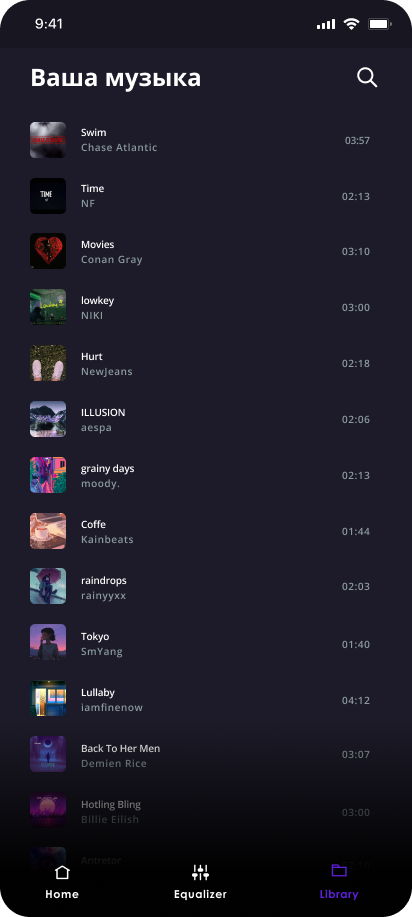 9:41
Ваша музыка
Swim
Chase Atlantic
03:57
Time
NF
02:13
Movies
Conan Gray
03:10
lowkey
NIKI
03:00
Hurt
NewJeans
02:18
ILLUSION
aespa
02:06
grainy days
moody.
02:13
Coffe
Kainbeats
01:44
raindrops
rainyyxx
02:03
Tokyo
SmYang
01:40
Lullaby
iamfinenow
04:12
Back To Her Men
Demien Rice
03:07
Hotling Bling
Billie Eilish
03:00
Home
Equalizer
Library